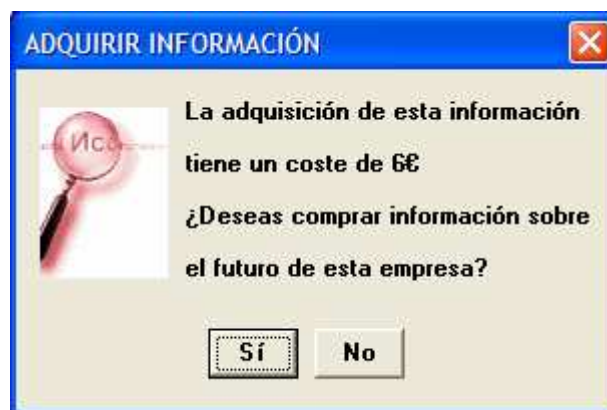 ADQUIRIR INFORMACIÓN
La adquisición de esta información
tiene un coste de 6€
¿Deseas comprar información sobre
el futuro de esta empresa?
Sí
No